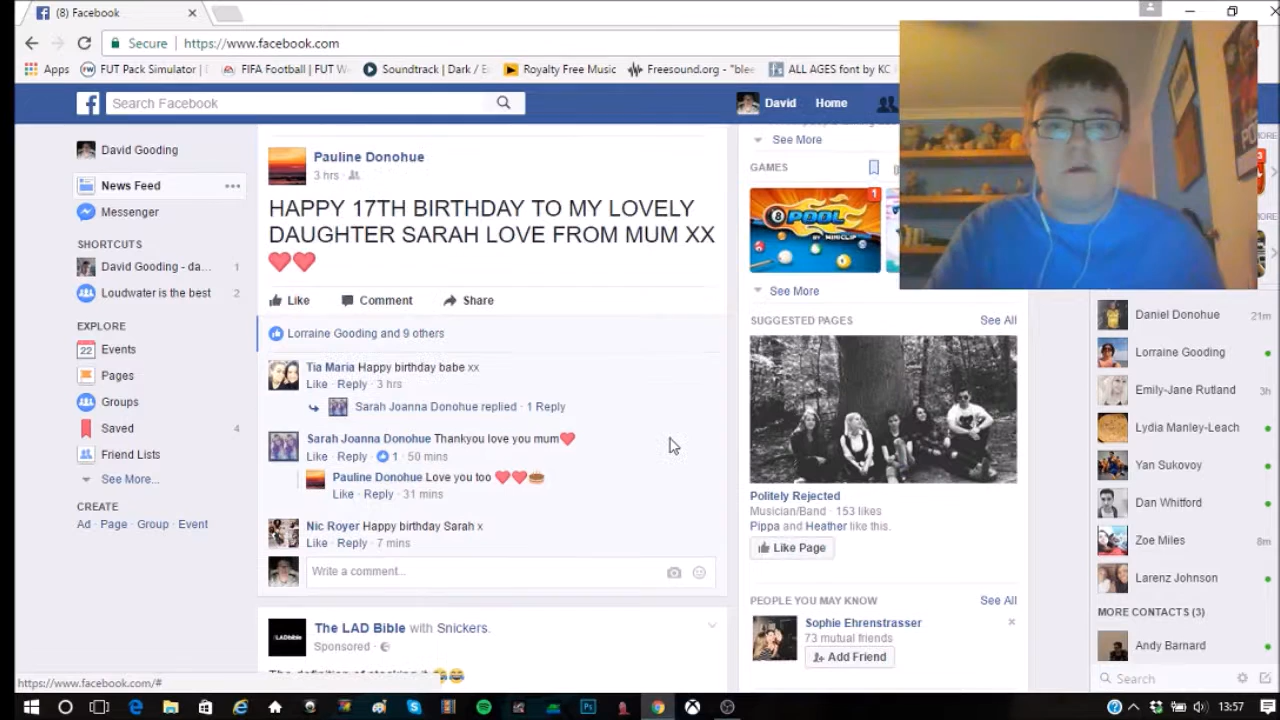 (8) Facebook
Secure
https://www.facebook.com
Apps
FUT Pack Simulator |
FIFA Football | FUT W
Soundtrack | Dark / E
Royalty Free Music
Freesound.org - "blee
ALL AGES font by KC
Search Facebook
David
Home
David Gooding
News Feed
Messenger
SHORTCUTS
David Gooding - da...
1
Loudwater is the best
2
EXPLORE
22
Events
Pages
Groups
Saved
4
Friend Lists
See More...
CREATE
Ad · Page · Group · Event
Pauline Donohue
3 hrs ·
HAPPY 17TH BIRTHDAY TO MY LOVELY
DAUGHTER SARAH LOVE FROM MUM XX
❤❤
Like
Comment
Share
Lorraine Gooding and 9 others
Tia Maria Happy birthday babe xx
Like · Reply · 3 hrs
Sarah Joanna Donohue replied · 1 Reply
Sarah Joanna Donohue Thankyou love you mum❤
Like · Reply · 1 · 50 mins
Pauline Donohue Love you too ❤❤
Like · Reply · 31 mins
Nic Royer Happy birthday Sarah x
Like · Reply · 7 mins
Write a comment...
The LAD Bible with Snickers.
Sponsored ·
See More
GAMES
1
8 POOL
BY MINICLIP
See More
SUGGESTED PAGES
See All
Politely Rejected
Musician/Band · 153 likes
Pippa and Heather like this.
Like Page
PEOPLE YOU MAY KNOW
See All
Sophie Ehrenstrasser
73 mutual friends
Add Friend
Daniel Donohue
21m
Lorraine Gooding
Emily-Jane Rutland
3h
Lydia Manley-Leach
Yan Sukovoy
Dan Whitford
Zoe Miles
8m
Larenz Johnson
MORE CONTACTS (3)
Andy Barnard
Search
https://www.facebook.com/#
13:57